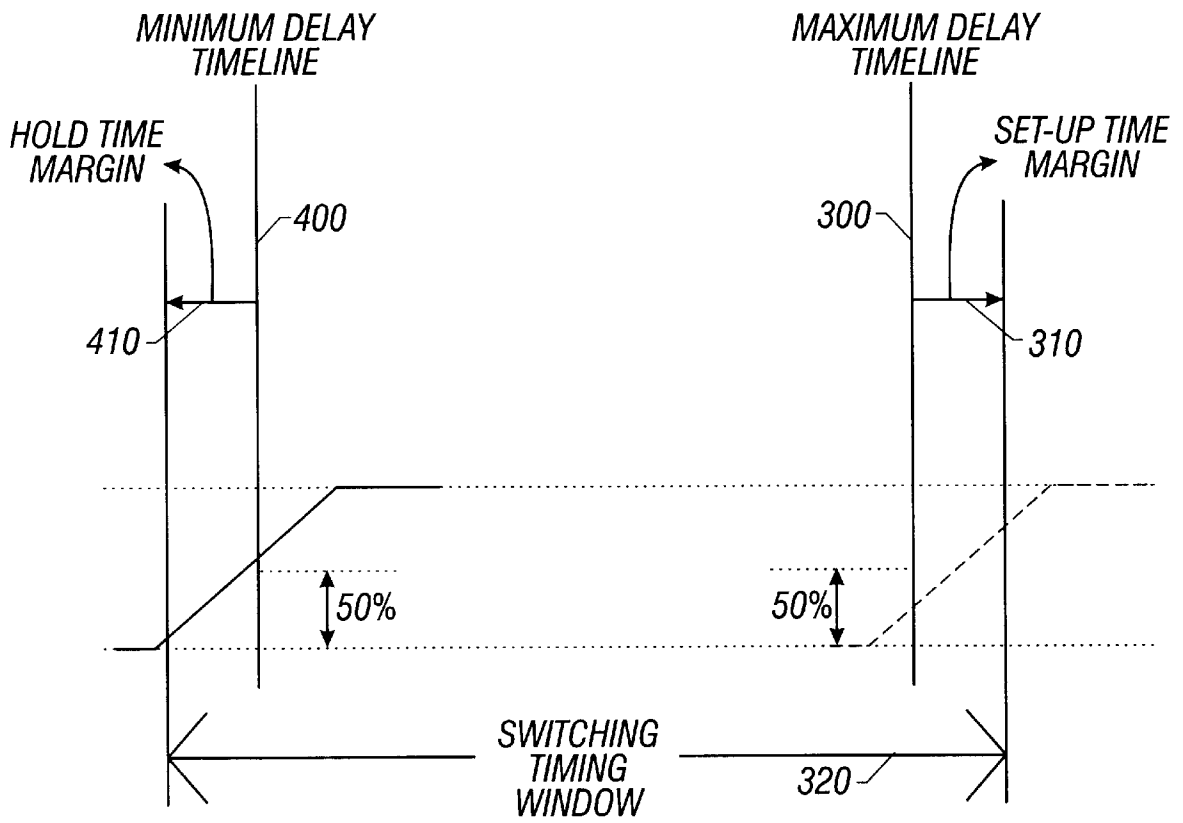 MINIMUM DELAY
TIMELINE
MAXIMUM DELAY
TIMELINE
HOLD TIME
MARGIN
SET-UP TIME
MARGIN
400
300
410
310
50%
50%
SWITCHING
TIMING
WINDOW
320